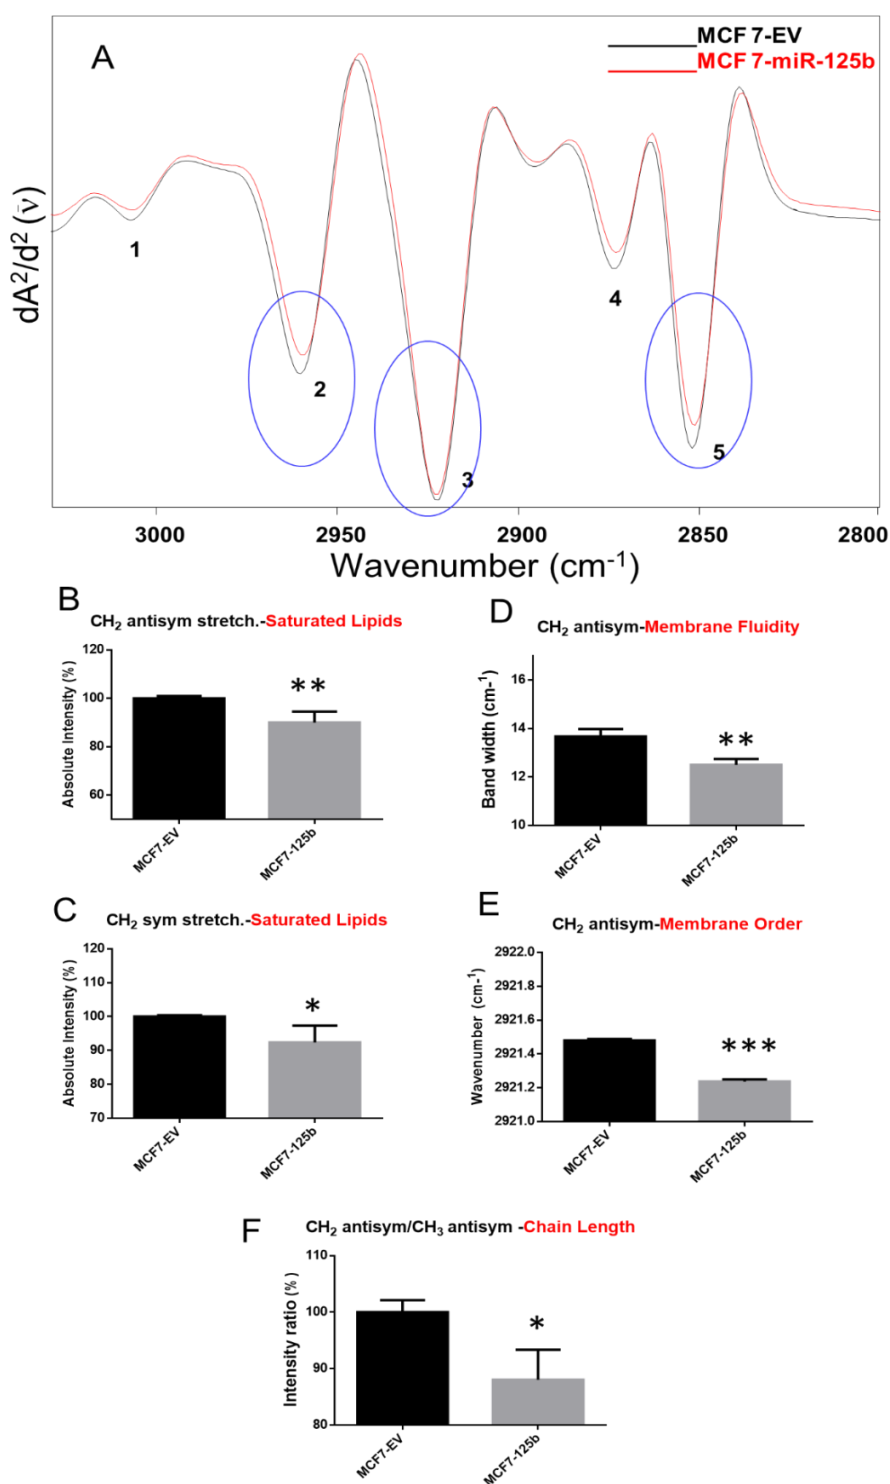 A
MCF 7-EV
MCF 7-miR-125b
dA²/d² (ν)
1
2
3
4
5
3000 2950 2900 2850 2800
Wavenumber (cm⁻¹)
B
CH₂ antisym stretch.-Saturated Lipids
Absolute Intensity (%)
120
100
80
60
**
MCF7-EV
MCF7-125b
D
CH₂ antisym-Membrane Fluidity
Band width (cm-¹)
16
14
12
10
**
MCF7-EV
MCF7-125b
C
CH₂ sym stretch.-Saturated Lipids
Absolute Intensity (%)
120
110
100
90
80
70
*
MCF7-EV
MCF7-125b
E
CH₂ antisym-Membrane Order
Wavenumber (cm-¹)
2922.0
2921.8
2921.6
2921.4
2921.2
2921.0
***
MCF7-EV
MCF7-125b
F
CH₂ antisym/CH₃ antisym -Chain Length
Intensity ratio (%)
110
100
90
80
*
MCF7-EV
MCF7-125b